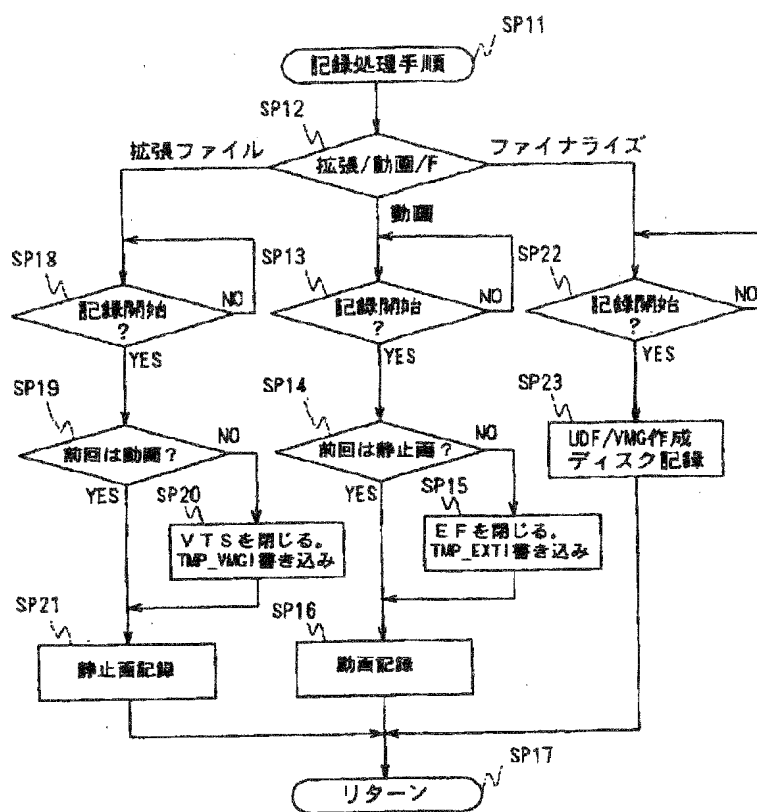 SP11
記録処理手順
SP12
拡張ファイル
ファイナライズ
拡張/動画/F
動画
SP18
SP13
SP22
記録開始
?
NO
記録開始
?
NO
記録開始
?
NO
YES
YES
YES
SP19
SP14
SP23
前回は動画?
NO
前回は静止画?
NO
UDF/VMG作成
ディスク記録
YES
YES
SP20
SP15
VTSを閉じる。
TMP_VMGI書き込み
EFを閉じる。
TMP_EXTI書き込み
SP21
SP16
静止画記録
動画記録
SP17
リターン